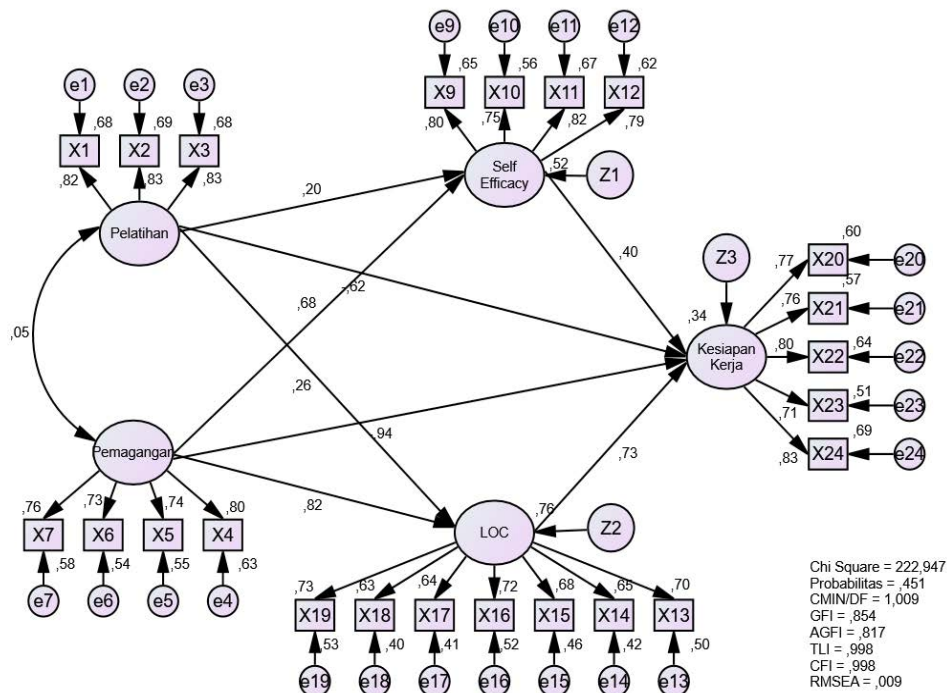 e9 e10 e11 e12
,65 ,56 ,67 ,62
X9 X10 X11 X12
,80 ,75 ,82 ,79
e1 e2 e3
,68 ,69 ,68
X1 X2 X3
,82 ,83 ,83
Self
Efficacy
,52
Z1
Pelatihan
,20
,40
Z3
,60
,77 X20 e20
,57
,76 X21 e21
,68
-,62
,05
,34
Kesiapan
Kerja
,64
,80 X22 e22
,51
X23 e23
,71
,69
,83 X24 e24
,26
-,94
,73
Pemagangan
,82
,76 ,73 ,74 ,80
X7 X6 X5 X4
,58 ,54 ,55 ,63
e7 e6 e5 e4
LOC
,76
Z2
,73 ,63 ,64 ,72 ,68 ,65 ,70
X19 X18 X17 X16 X15 X14 X13
,53 ,40 ,41 ,52 ,46 ,42 ,50
e19 e18 e17 e16 e15 e14 e13
Chi Square = 222,947
Probabilitas = ,451
CMIN/DF = 1,009
GFI = ,854
AGFI = ,817
TLI = ,998
CFI = ,998
RMSEA = ,009